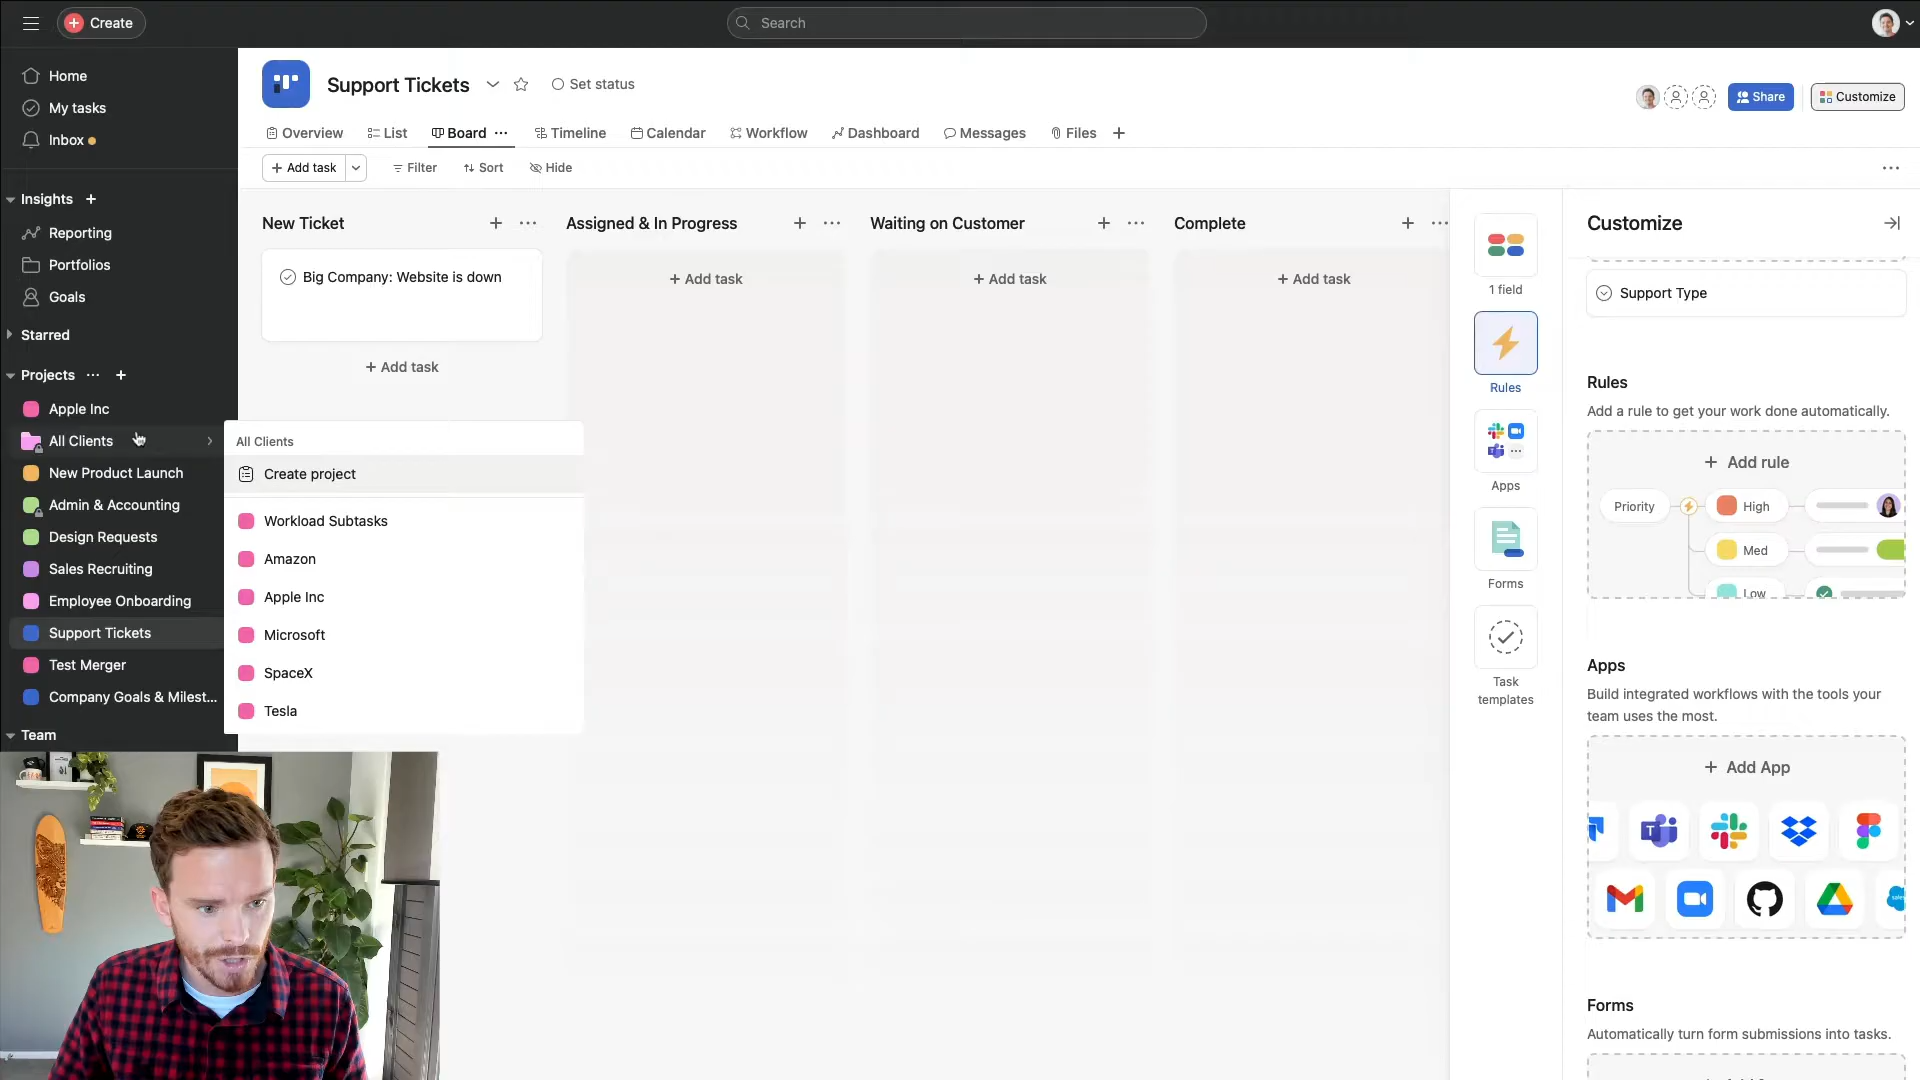 Create
Search
Home
My tasks
Inbox
Insights
Reporting
Portfolios
Goals
Starred
Projects
Apple Inc
All Clients
New Product Launch
Admin & Accounting
Design Requests
Sales Recruiting
Employee Onboarding
Support Tickets
Test Merger
Company Goals & Milest...
Team
All Clients
Create project
Workload Subtasks
Amazon
Apple Inc
Microsoft
SpaceX
Tesla
Support Tickets
Set status
Share
Customize
Overview
List
Board
Timeline
Calendar
Workflow
Dashboard
Messages
Files
+ Add task
Filter
Sort
Hide
New Ticket
Big Company: Website is down
+ Add task
Assigned & In Progress
+ Add task
Waiting on Customer
+ Add task
Complete
+ Add task
1 field
Rules
Apps
Forms
Task
templates
Customize
Support Type
Rules
Add a rule to get your work done automatically.
+ Add rule
Priority
High
Med
Low
Apps
Build integrated workflows with the tools your
team uses the most.
+ Add App
Forms
Automatically turn form submissions into tasks.